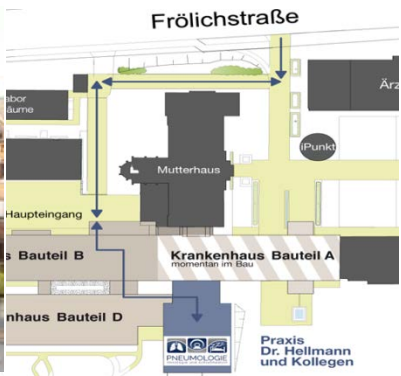 Frölichstraße
abor
äume
Ärz
iPunkt
Mutterhaus
Haupteingang
s Bauteil B
Krankenhaus Bauteil A
momentan im Bau
nhaus Bauteil D
PNEUMOLOGIE
Praxis
Dr. Hellmann
und Kollegen